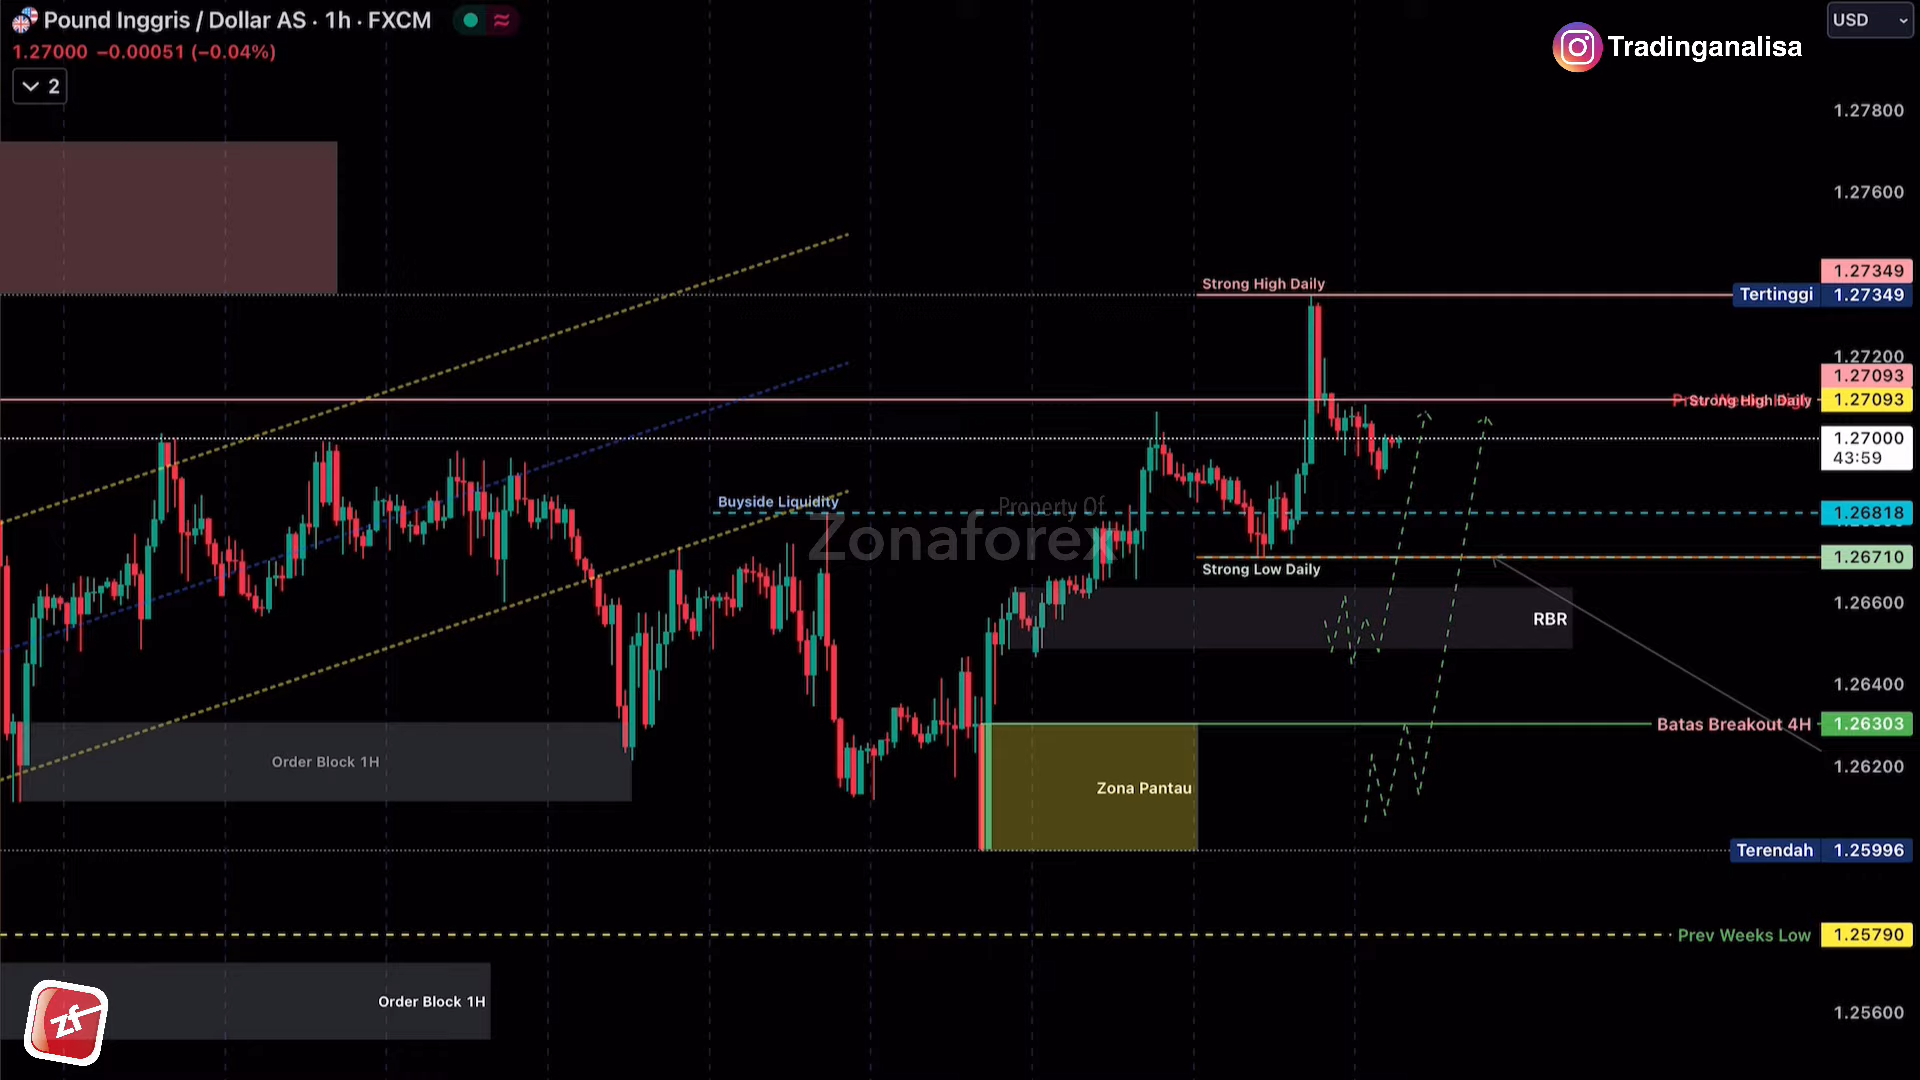 Pound Inggris / Dollar AS · 1h · FXCM
1.27000 −0.00051 (−0.04%)
2
Tradinganalisa
USD
1.27800
1.27600
Strong High Daily
1.27349
Tertinggi 1.27349
1.27200
1.27093
Strong High Daily 1.27093
1.27000
43:59
Buyside Liquidity
Property Of
Zonaforex
1.26818
1.26710
Strong Low Daily
1.26600
RBR
1.26400
Batas Breakout 4H 1.26303
Order Block 1H
1.26200
Zona Pantau
Terendah 1.25996
Prev Weeks Low 1.25790
Order Block 1H
1.25600
zf